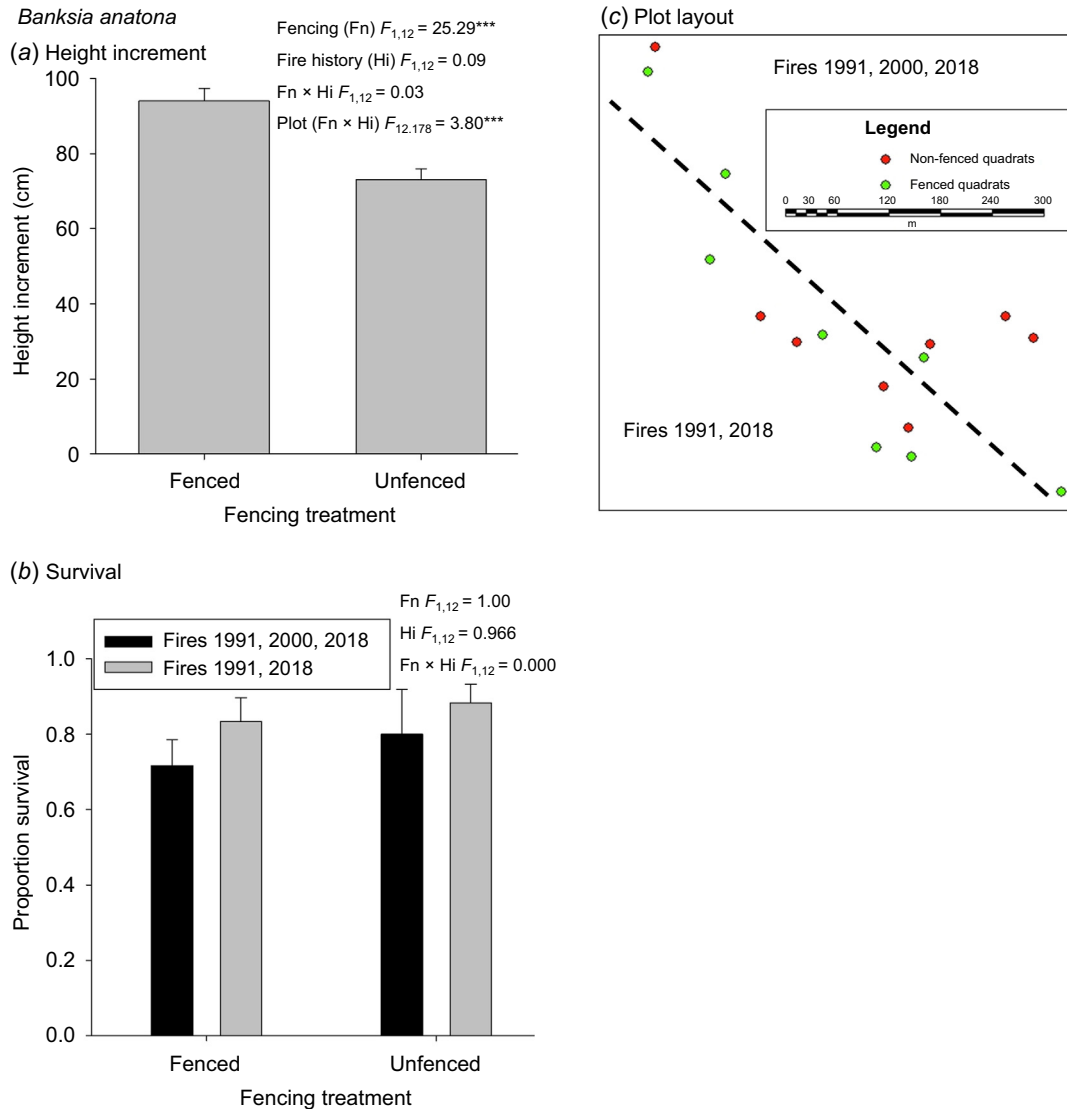 Banksia anatona
(a) Height increment
Fencing (Fn) F1,12 = 25.29***
Fire history (Hi) F1,12 = 0.09
Fn × Hi F1,12 = 0.03
Plot (Fn × Hi) F12.178 = 3.80***
Height increment (cm)
100
80
60
40
20
0
Fenced
Unfenced
Fencing treatment
(c) Plot layout
Fires 1991, 2000, 2018
Legend
Non-fenced quadrats
Fenced quadrats
0 30 60 120 180 240 300
m
Fires 1991, 2018
(b) Survival
Fn F1,12 = 1.00
Hi F1,12 = 0.966
Fn × Hi F1,12 = 0.000
Fires 1991, 2000, 2018
Fires 1991, 2018
Proportion survival
1.0
0.8
0.6
0.4
0.2
0.0
Fenced
Unfenced
Fencing treatment